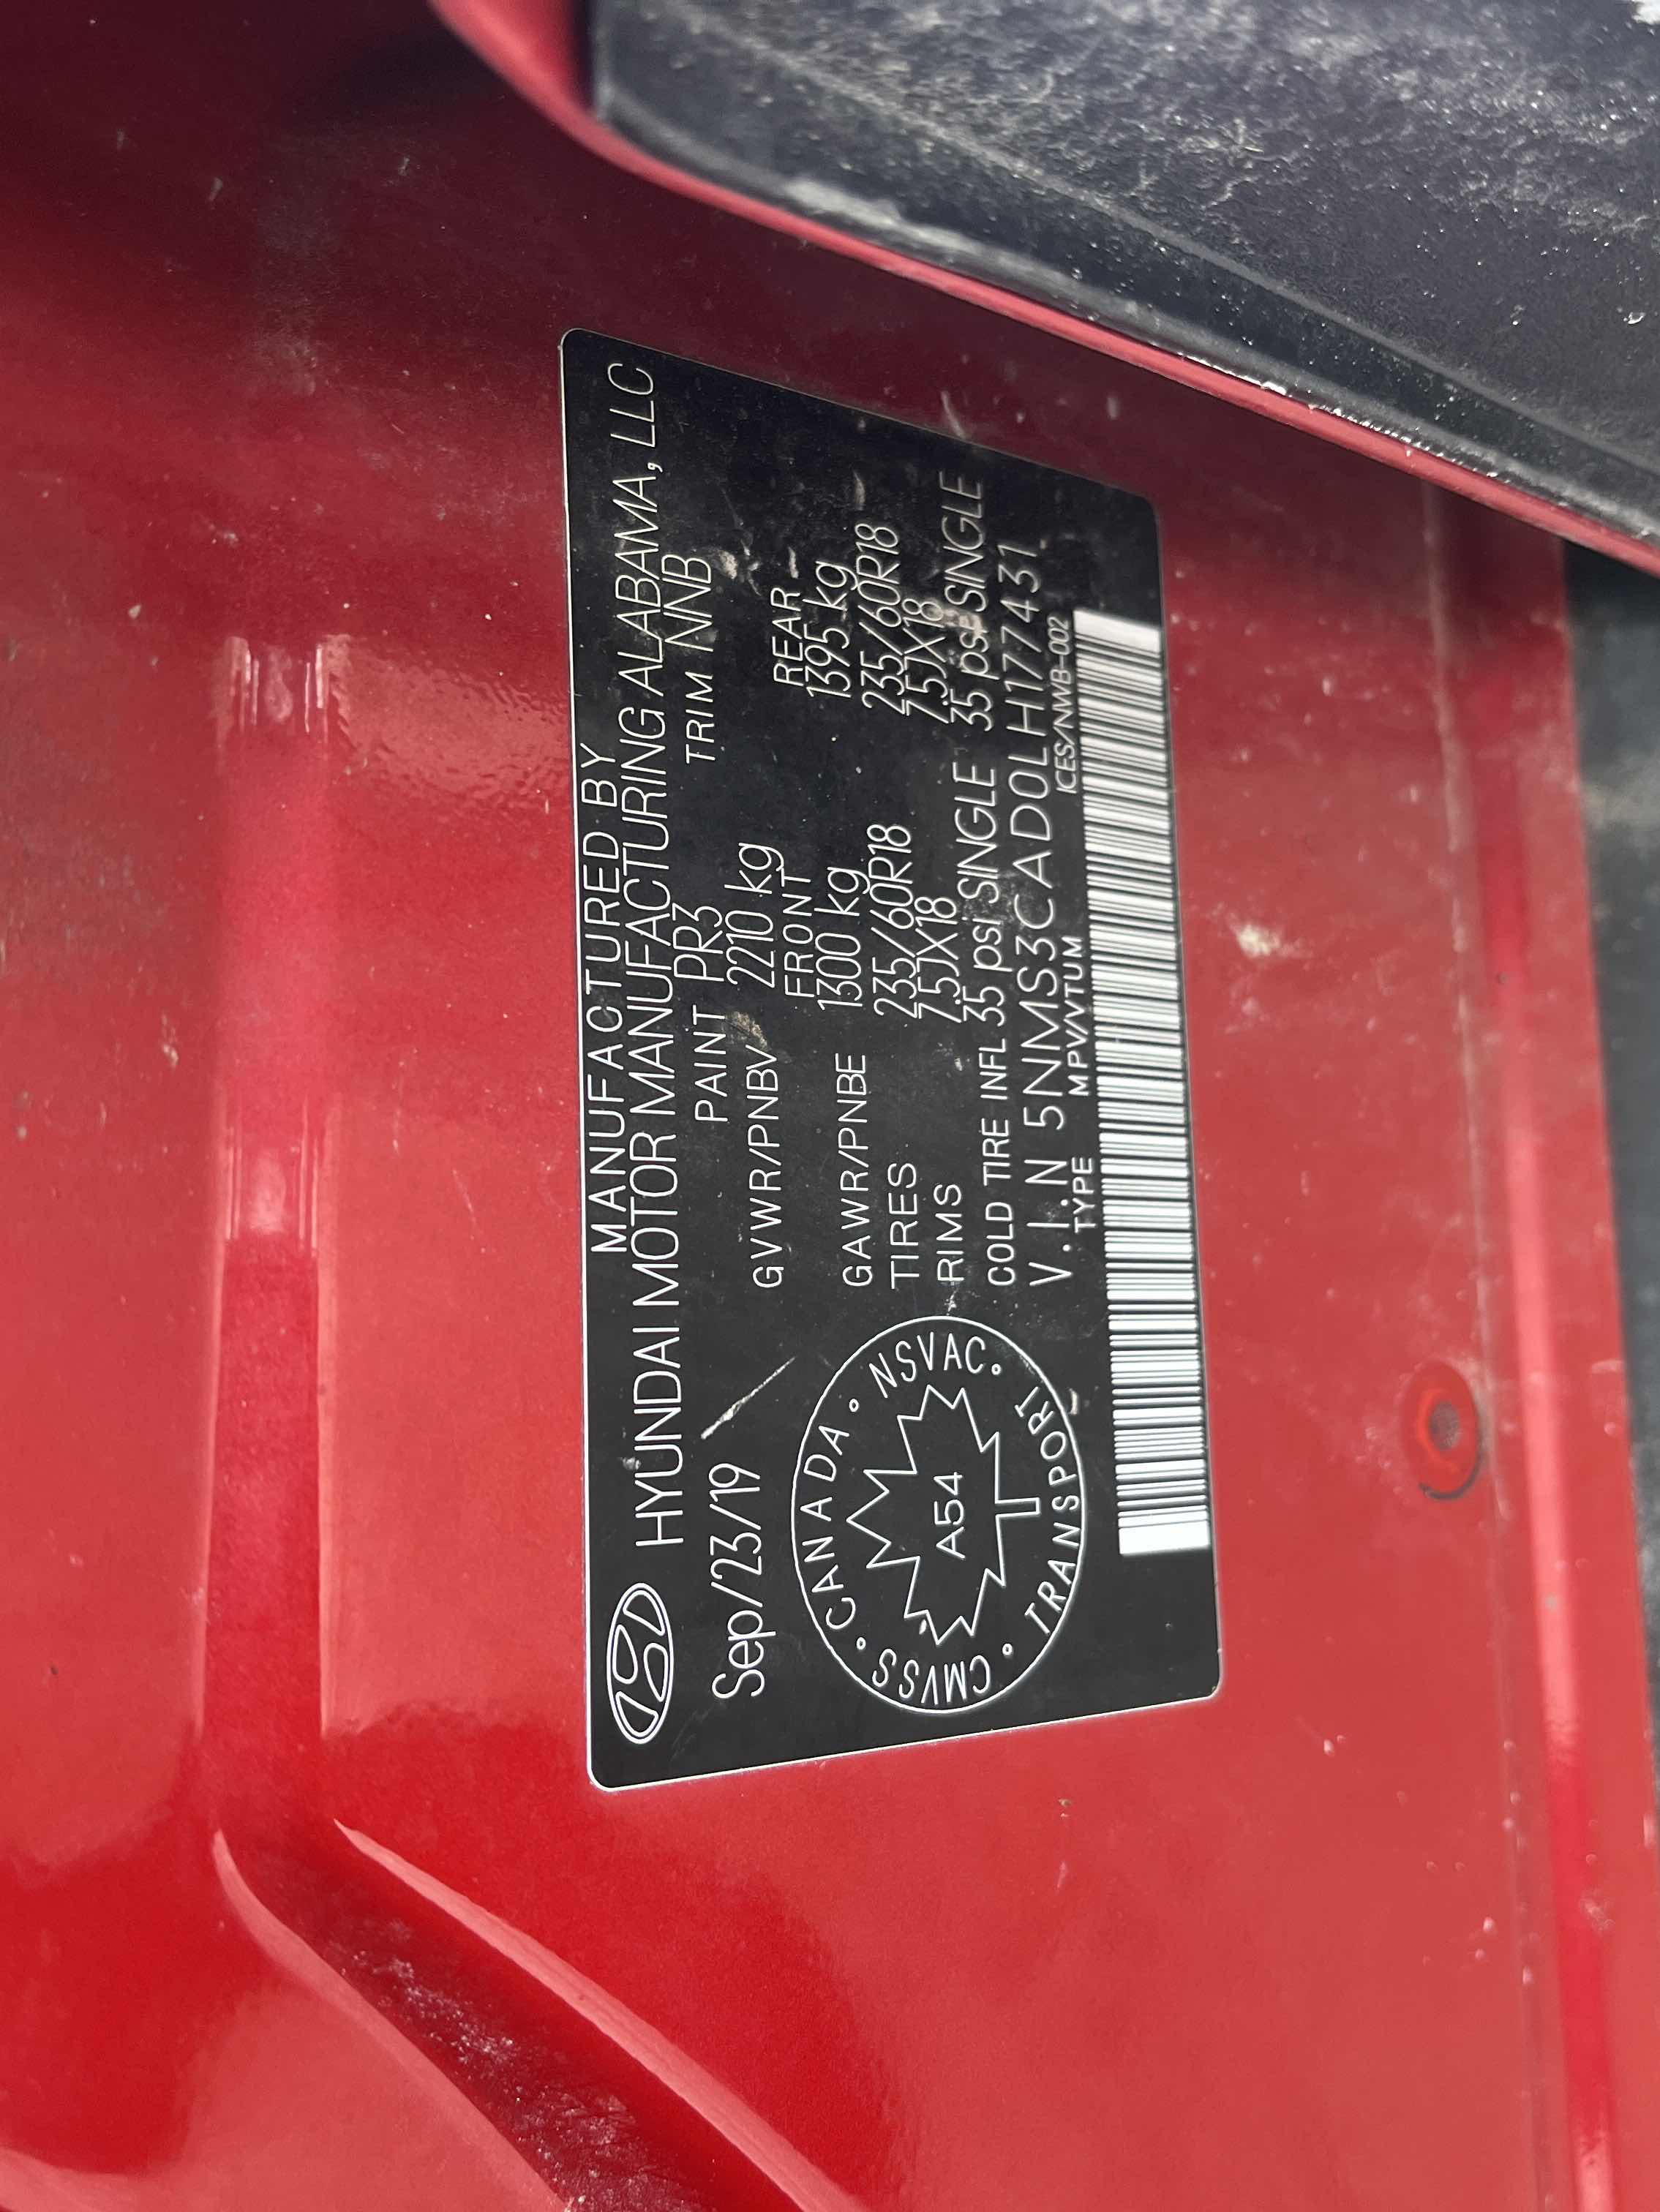 MANUFACTURED BY
HYUNDAI MOTOR MANUFACTURING ALABAMA, LLC
Sep/23/19 PAINT PR3 TRIM NNB
GVWR/PNBV 2210 kg
FRONT REAR
GAWR/PNBE 1300 kg 1395 kg
TIRES 235/60R18 235/60R18
RIMS 7.5JX18 7.5JX18
COLD TIRE INFL 35 psi SINGLE 35 psi SINGLE
V.I.N 5NMS3CAD0LH177431
TYPE MPV/VTUM ICES/NMB-002
CMVSS • CANADA • NSVAC • TRANSPORT
A54